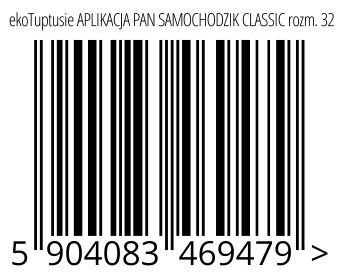 ekoTuptusie APLIKACJA PAN SAMOCHODZIK CLASSIC rozm. 32
5 904083 469479 >